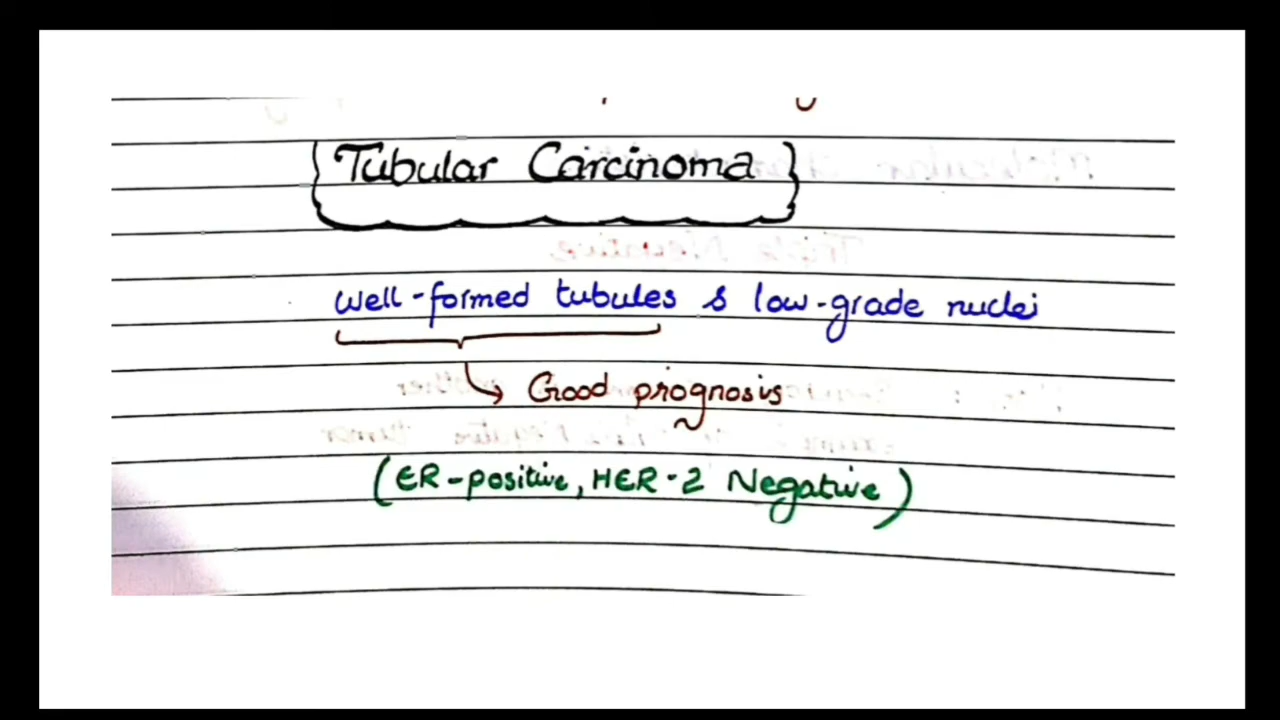 Tubular Carcinoma
well-formed tubules & low-grade nuclei
Good prognosis
(ER-positive, HER-2 Negative)